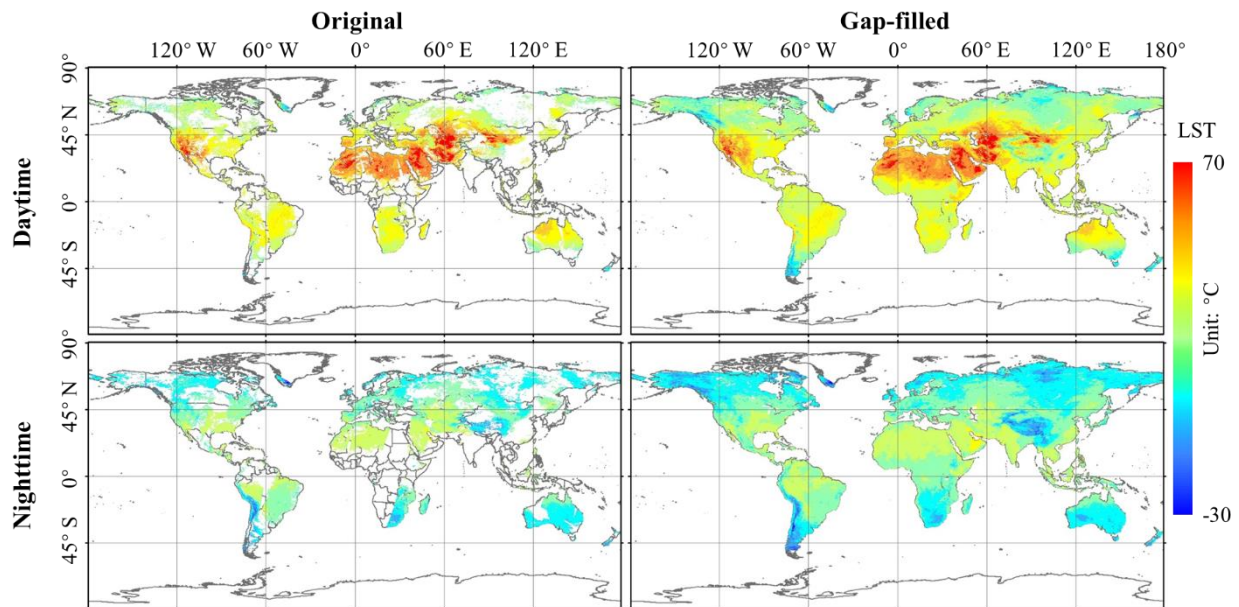 Original
Gap-filled
120° W 60° W 0° 60° E 120° E
120° W 60° W 0° 60° E 120° E 180°
Daytime
90°
45° N
0°
45° S
LST
70
Unit: °C
-30
Nighttime
90°
45° N
0°
45° S